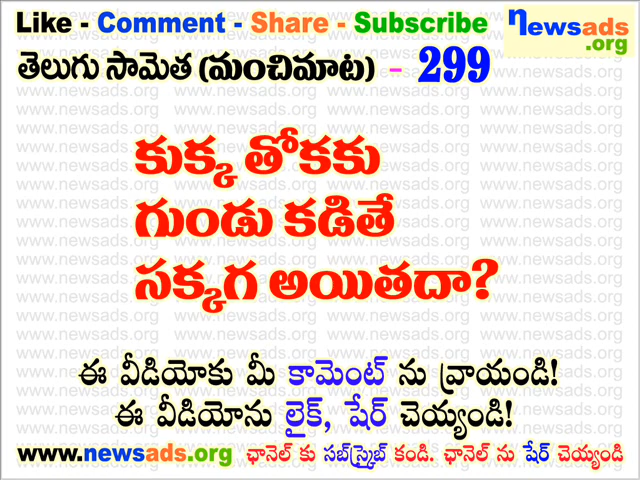 Like - Comment - Share - Subscribe
newsads
.org
తెలుగు సామెత (మంచిమాట) - 299
కుక్క తోకకు
గుండు కడితే
సక్కగ అయితదా?
ఈ వీడియోకు మీ కామెంట్ ను వ్రాయండి!
ఈ వీడియోను లైక్, షేర్ చెయ్యండి!
www.newsads.org ఛానెల్ కు సబ్‌స్క్రైబ్ కండి. ఛానెల్ ను షేర్ చెయ్యండి